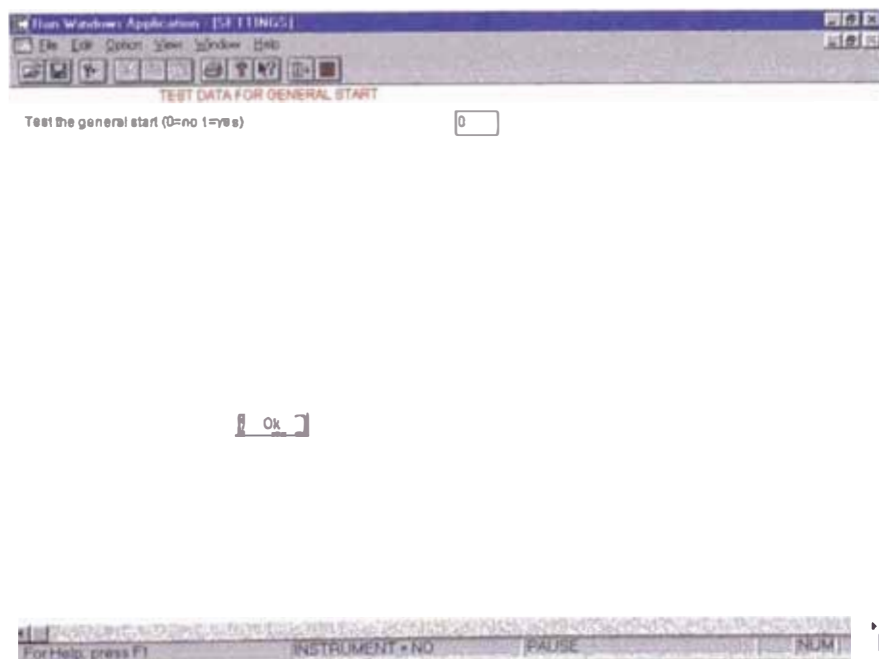 Run Windows Application - [SETTINGS]
File Edit Option View Window Help
TEST DATA FOR GENERAL START
Test the general start (0=no 1=yes)
0
Ok
For Help, press F1
INSTRUMENT = NO
PAUSE
NUM